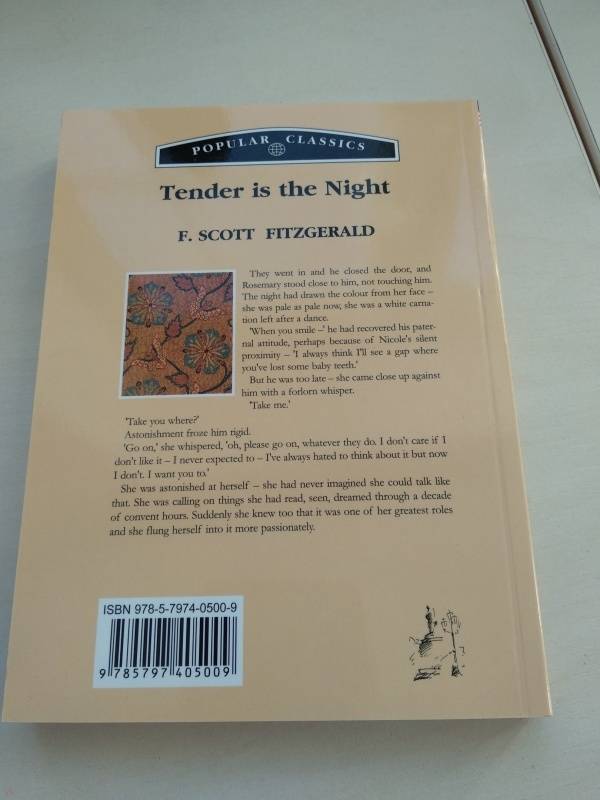 POPULAR CLASSICS
Tender is the Night
F. SCOTT FITZGERALD
They went in and he closed the door, and
Rosemary stood close to him, not touching him.
The night had drawn the colour from her face –
she was pale as pale now, she was a white carna-
tion left after a dance.
'When you smile –' he had recovered his pater-
nal attitude, perhaps because of Nicole's silent
proximity – 'I always think I'll see a gap where
you've lost some baby teeth.'
But he was too late – she came close up against
him with a forlorn whisper.
'Take me.'
'Take you where?'
Astonishment froze him rigid.
'Go on,' she whispered, 'oh, please go on, whatever they do. I don't care if I
don't like it – I never expected to – I've always hated to think about it but now
I don't. I want you to.'
She was astonished at herself – she had never imagined she could talk like
that. She was calling on things she had read, seen, dreamed through a decade
of convent hours. Suddenly she knew too that it was one of her greatest roles
and she flung herself into it more passionately.
ISBN 978-5-7974-0500-9
9 785797 405009